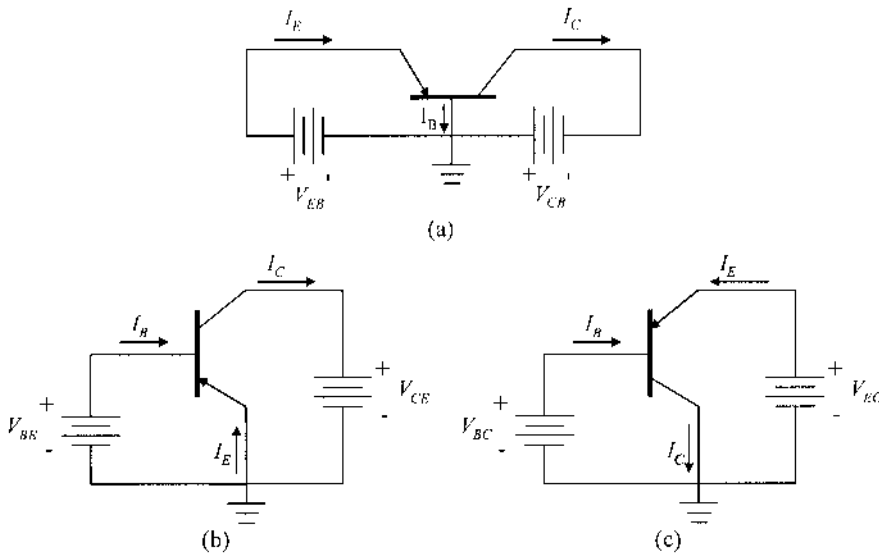 I_E I_C
I_B
+ - + -
V_EB V_CB
(a)
I_C I_E
I_B I_B
+ + + +
V_BE V_CE V_BC V_EC
- - - -
I_E I_C
(b) (c)